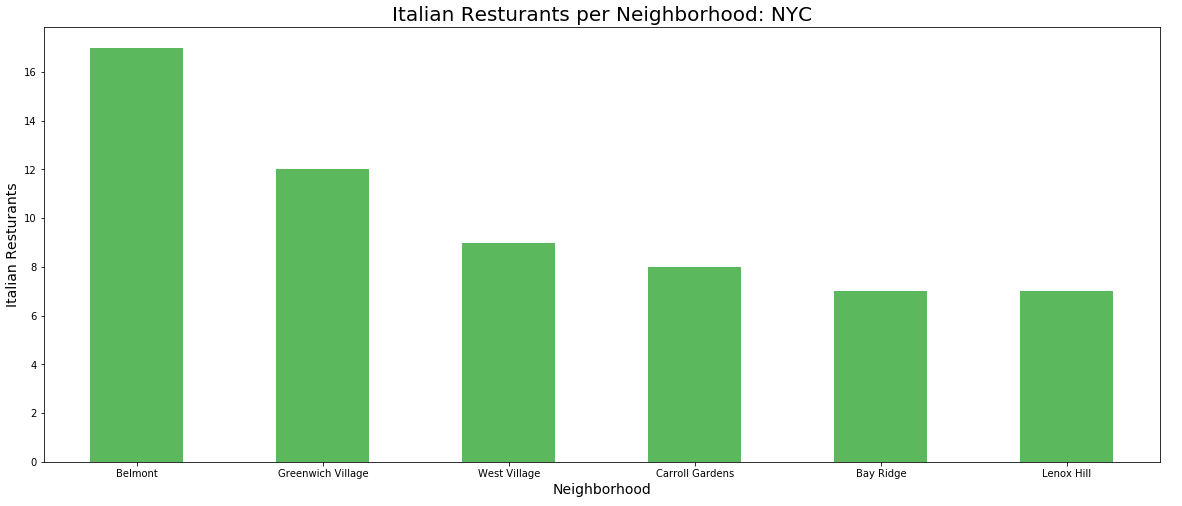 Italian Resturants per Neighborhood: NYC
Italian Resturants
16
14
12
10
8
6
4
2
0
Belmont Greenwich Village West Village Carroll Gardens Bay Ridge Lenox Hill
Neighborhood